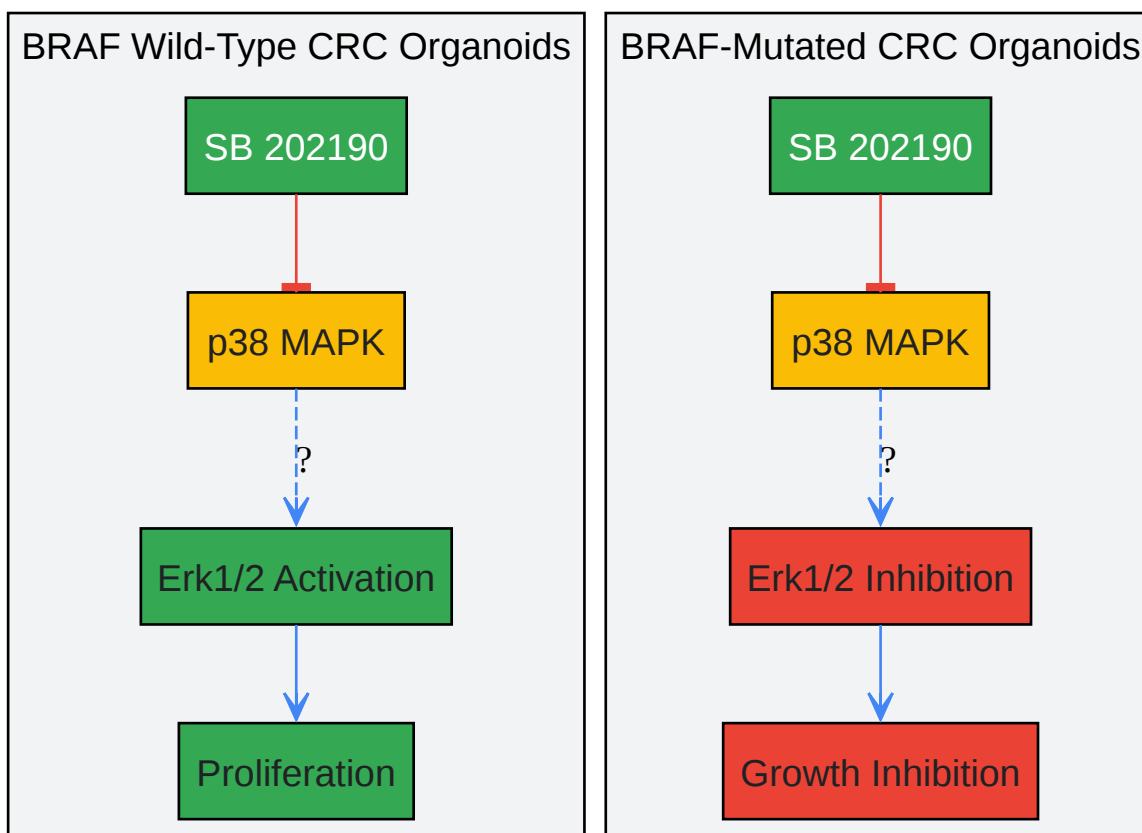 BRAF Wild-Type CRC Organoids
SB 202190
p38 MAPK
?
Erk1/2 Activation
Proliferation
BRAF-Mutated CRC Organoids
SB 202190
p38 MAPK
?
Erk1/2 Inhibition
Growth Inhibition